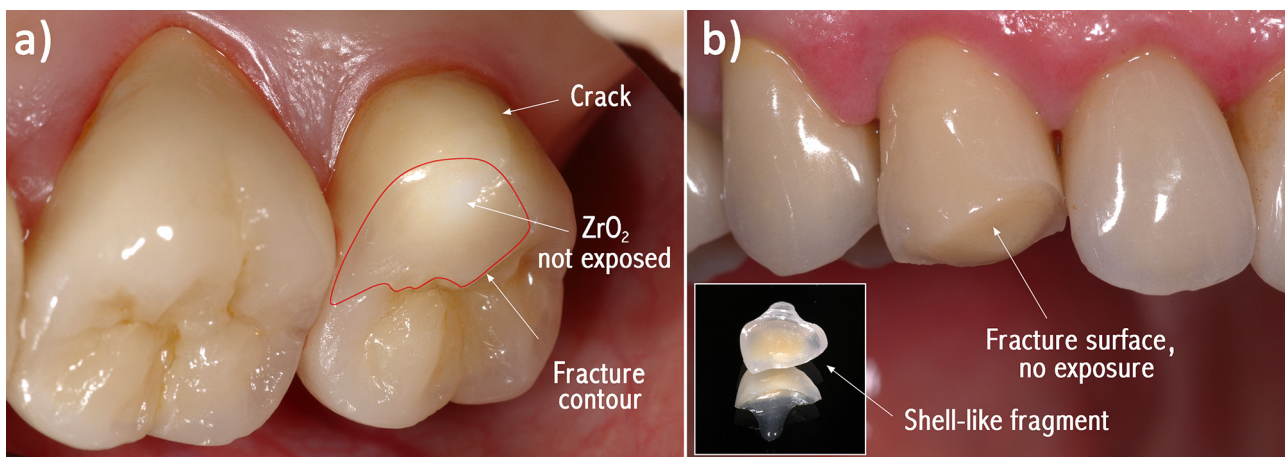 a)
Crack
ZrO₂
not exposed
Fracture
contour
b)
Fracture surface,
no exposure
Shell-like fragment